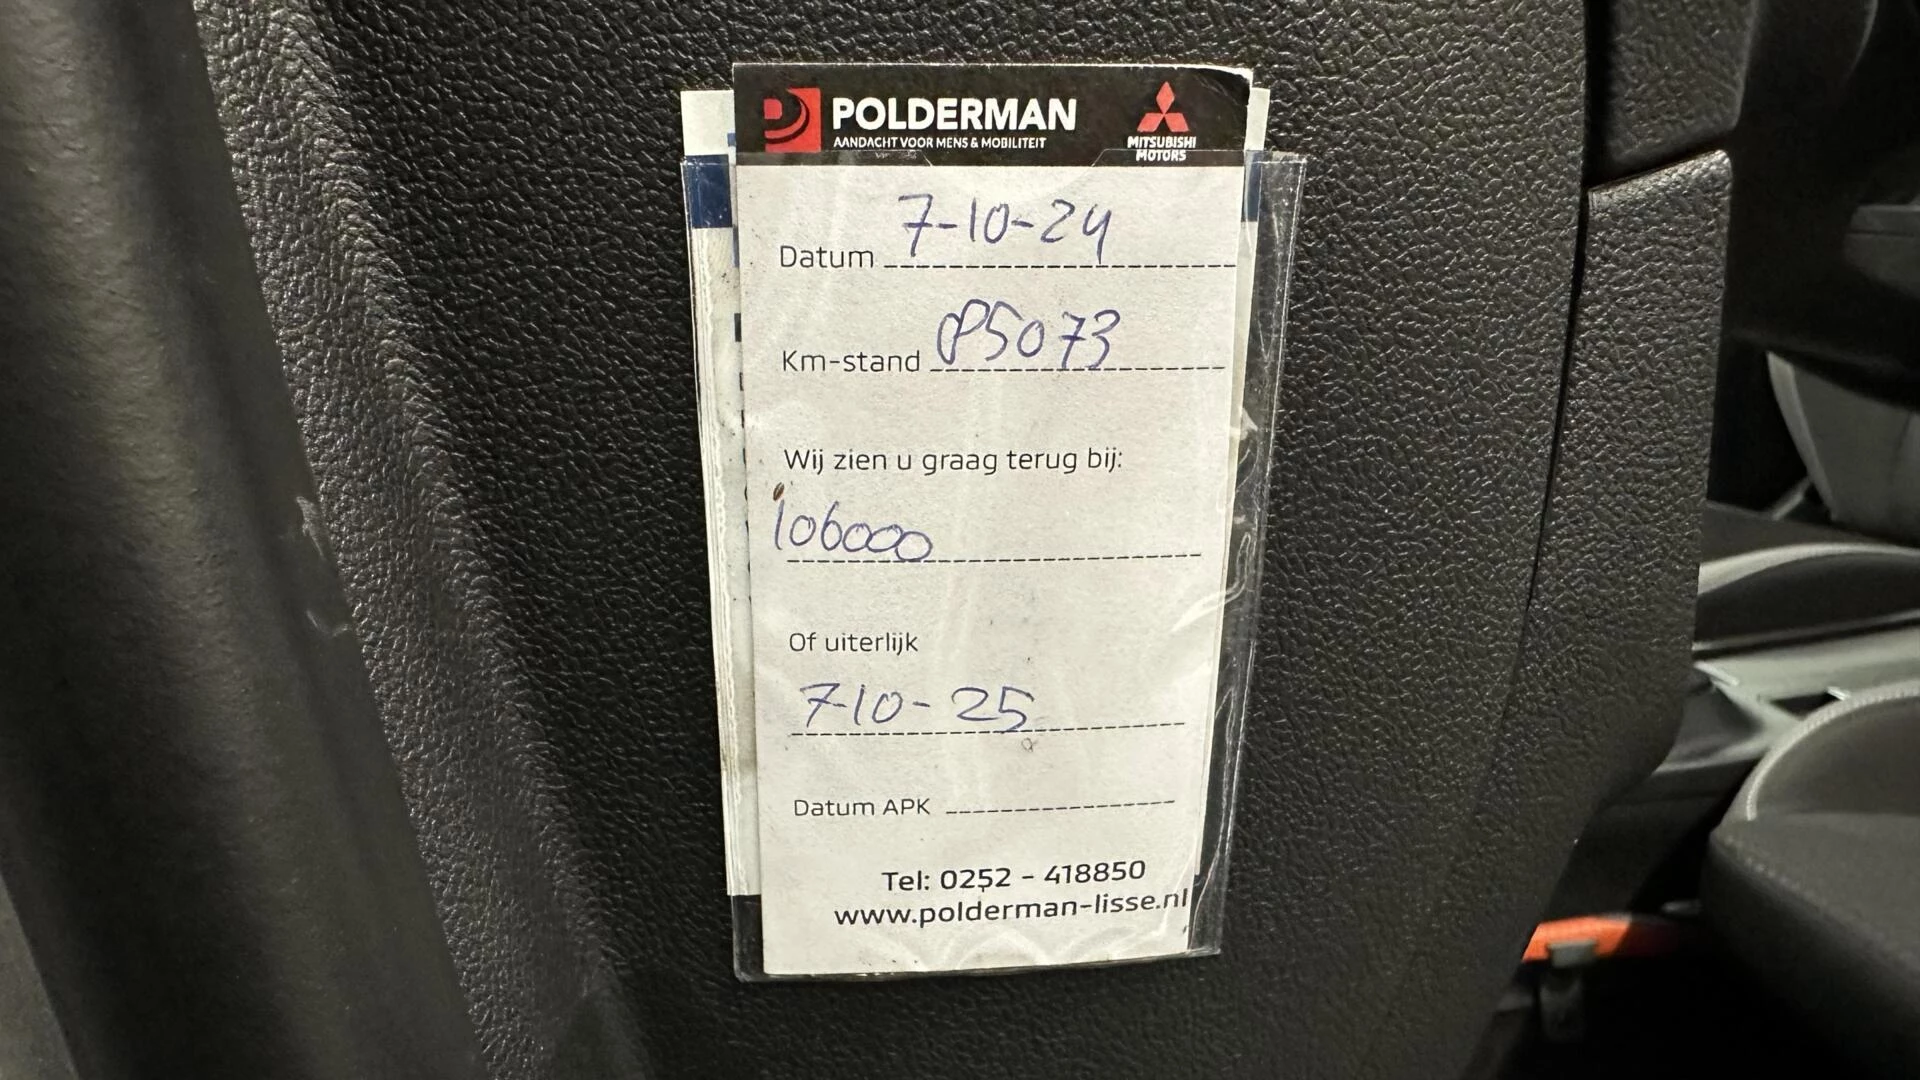 POLDERMAN
AANDACHT VOOR MENS & MOBILITEIT
MITSUBISHI
MOTORS
Datum 7-10-24
Km-stand 85073
Wij zien u graag terug bij:
106000
Of uiterlijk
7-10-25
Datum APK
Tel: 0252 - 418850
www.polderman-lisse.nl